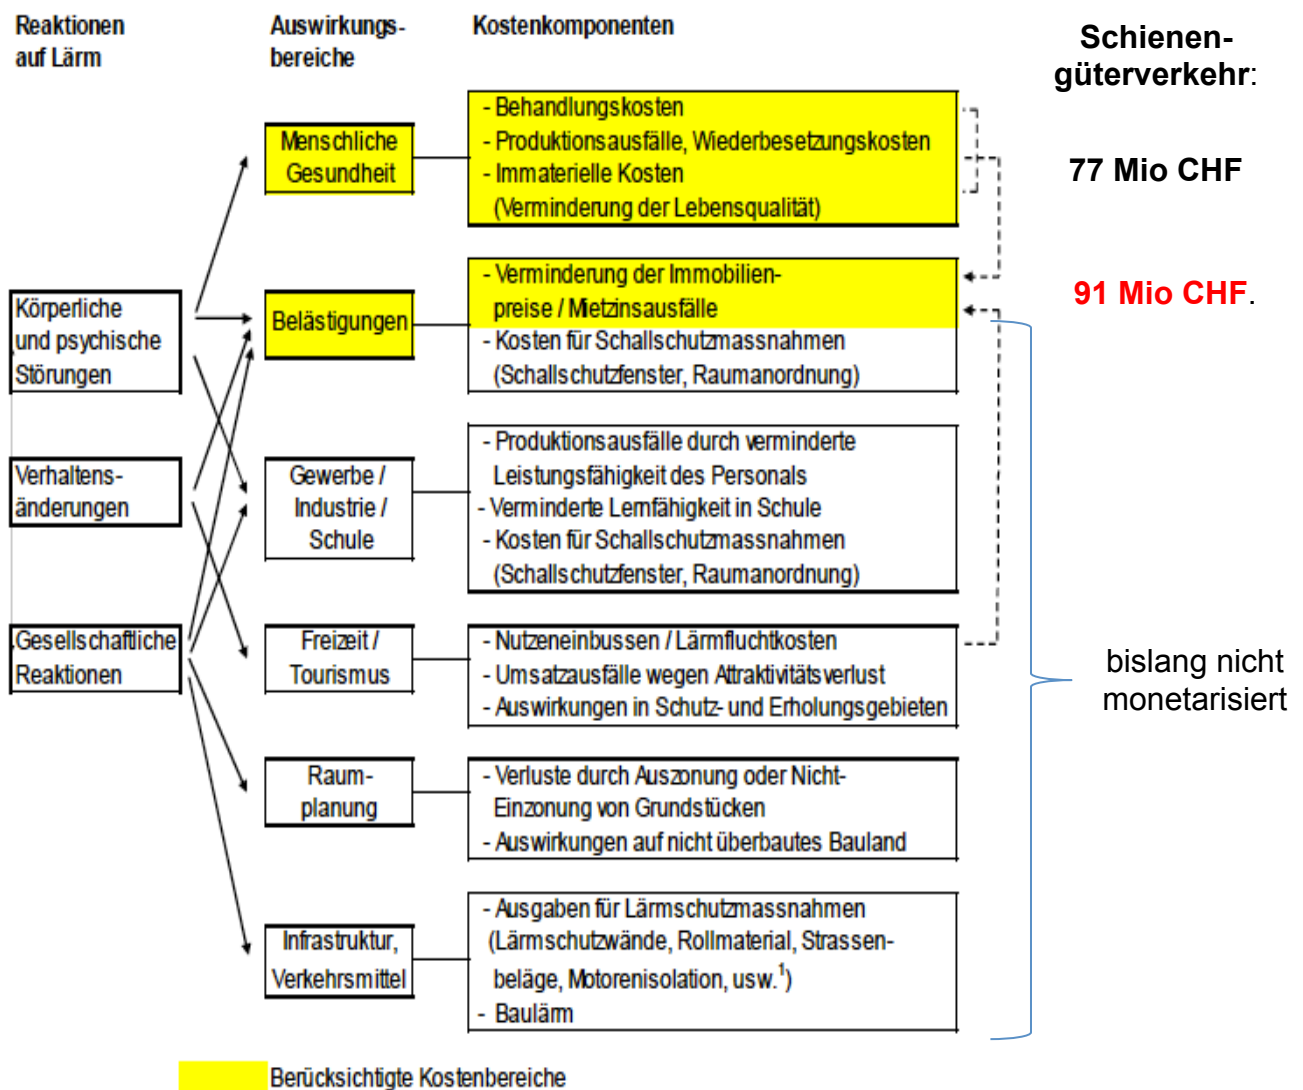 Reaktionen
auf Lärm
Auswirkungs-
bereiche
Kostenkomponenten
Schienen-
güterverkehr:
Menschliche
Gesundheit
- Behandlungskosten
- Produktionsausfälle, Wiederbesetzungskosten
- Immaterielle Kosten
(Verminderung der Lebensqualität)
77 Mio CHF
Körperliche
und psychische
Störungen
Belästigungen
- Verminderung der Immobilien-
preise / Mietzinsausfälle
- Kosten für Schallschutzmassnahmen
(Schallschutzfenster, Raumanordnung)
91 Mio CHF.
Verhaltens-
änderungen
Gewerbe /
Industrie /
Schule
- Produktionsausfälle durch verminderte
Leistungsfähigkeit des Personals
- Verminderte Lernfähigkeit in Schule
- Kosten für Schallschutzmassnahmen
(Schallschutzfenster, Raumanordnung)
Gesellschaftliche
Reaktionen
Freizeit /
Tourismus
- Nutzeneinbussen / Lärmfluchtkosten
- Umsatzausfälle wegen Attraktivitätsverlust
- Auswirkungen in Schutz- und Erholungsgebieten
bislang nicht
monetarisiert
Raum-
planung
- Verluste durch Auszonung oder Nicht-
Einzonung von Grundstücken
- Auswirkungen auf nicht überbautes Bauland
Infrastruktur,
Verkehrsmittel
- Ausgaben für Lärmschutzmassnahmen
(Lärmschutzwände, Rollmaterial, Strassen-
beläge, Motorenisolation, usw.¹)
- Baulärm
Berücksichtigte Kostenbereiche